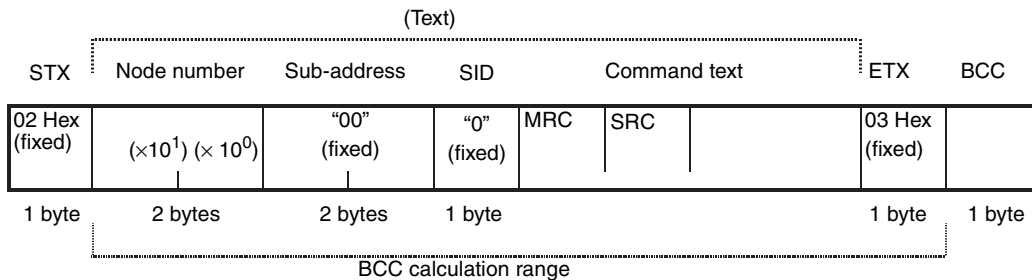 (Text)
STX Node number Sub-address SID Command text ETX BCC
02 Hex “00” “0” MRC SRC 03 Hex
(fixed) (×10¹) (× 10⁰) (fixed) (fixed) (fixed)
1 byte 2 bytes 2 bytes 1 byte 1 byte 1 byte
BCC calculation range